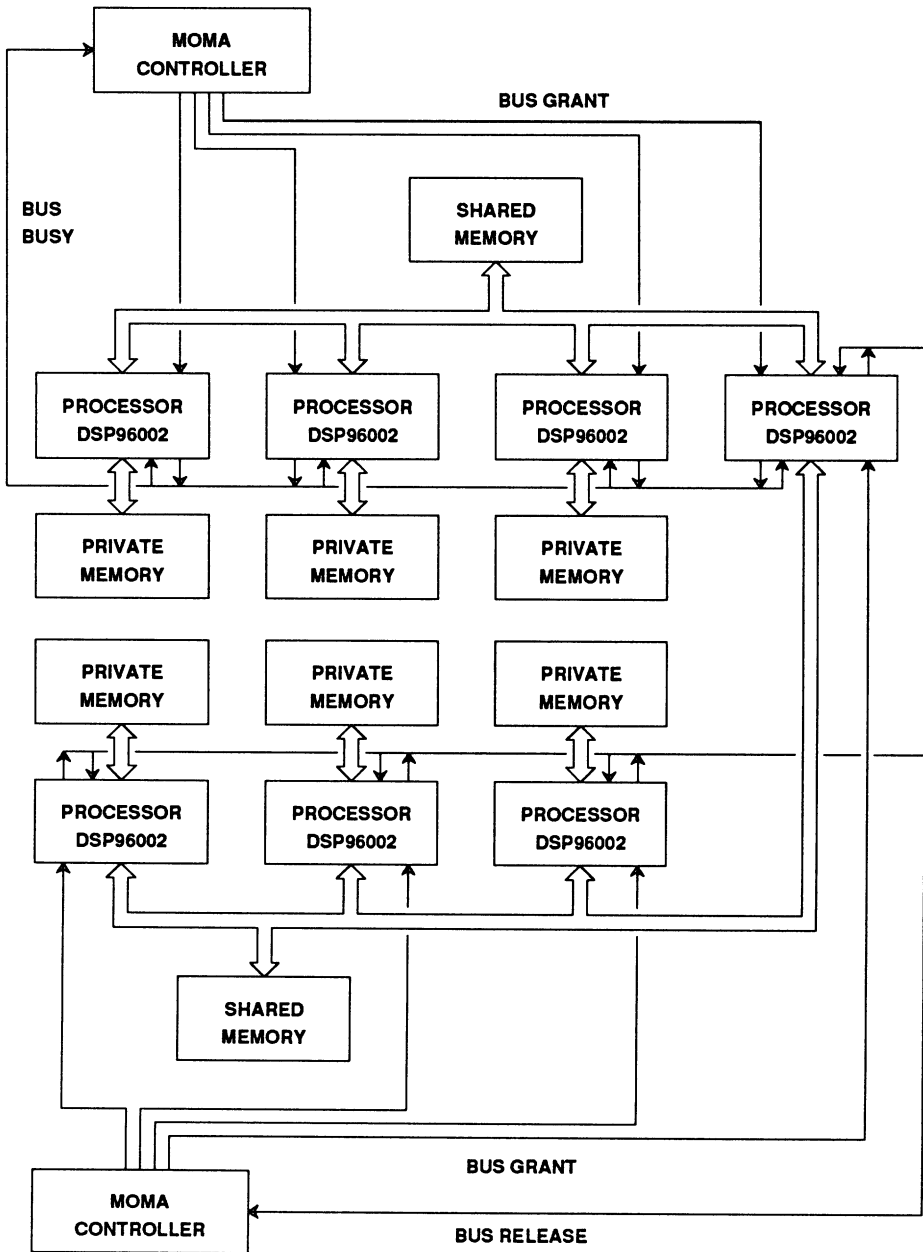 MOMA
CONTROLLER
BUS GRANT
BUS
BUSY
SHARED
MEMORY
PROCESSOR
DSP96002
PROCESSOR
DSP96002
PROCESSOR
DSP96002
PROCESSOR
DSP96002
PRIVATE
MEMORY
PRIVATE
MEMORY
PRIVATE
MEMORY
PRIVATE
MEMORY
PRIVATE
MEMORY
PRIVATE
MEMORY
PROCESSOR
DSP96002
PROCESSOR
DSP96002
PROCESSOR
DSP96002
SHARED
MEMORY
BUS GRANT
MOMA
CONTROLLER
BUS RELEASE